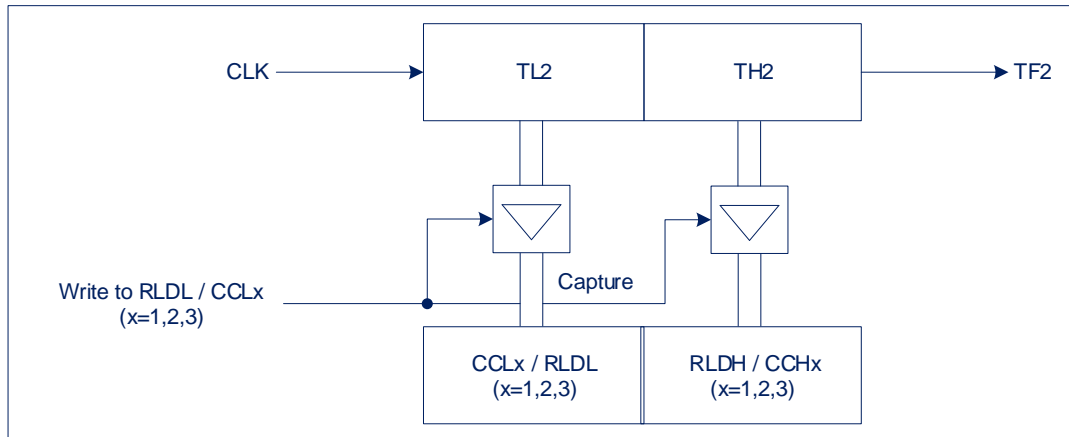 CLK
TL2
TH2
TF2
Write to RLDL / CCLx
(x=1,2,3)
Capture
CCLx / RLDL
(x=1,2,3)
RLDH / CCHx
(x=1,2,3)